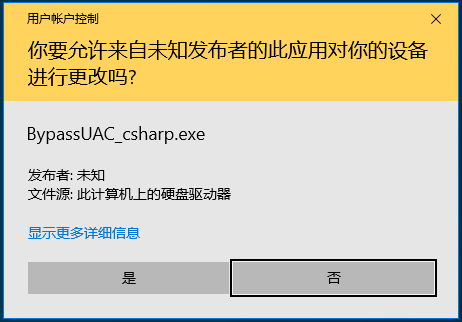 用户帐户控制
你要允许来自未知发布者的此应用对你的设备
进行更改吗?
BypassUAC_csharp.exe
发布者: 未知
文件源: 此计算机上的硬盘驱动器
显示更多详细信息
是
否